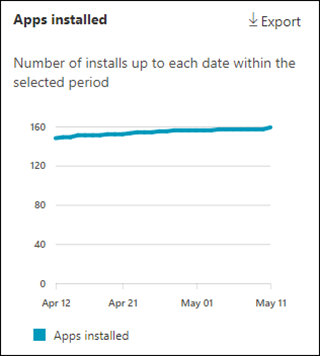 Apps installed
Export
Number of installs up to each date within the
selected period
160
120
80
40
0
Apr 12 Apr 21 May 01 May 11
Apps installed